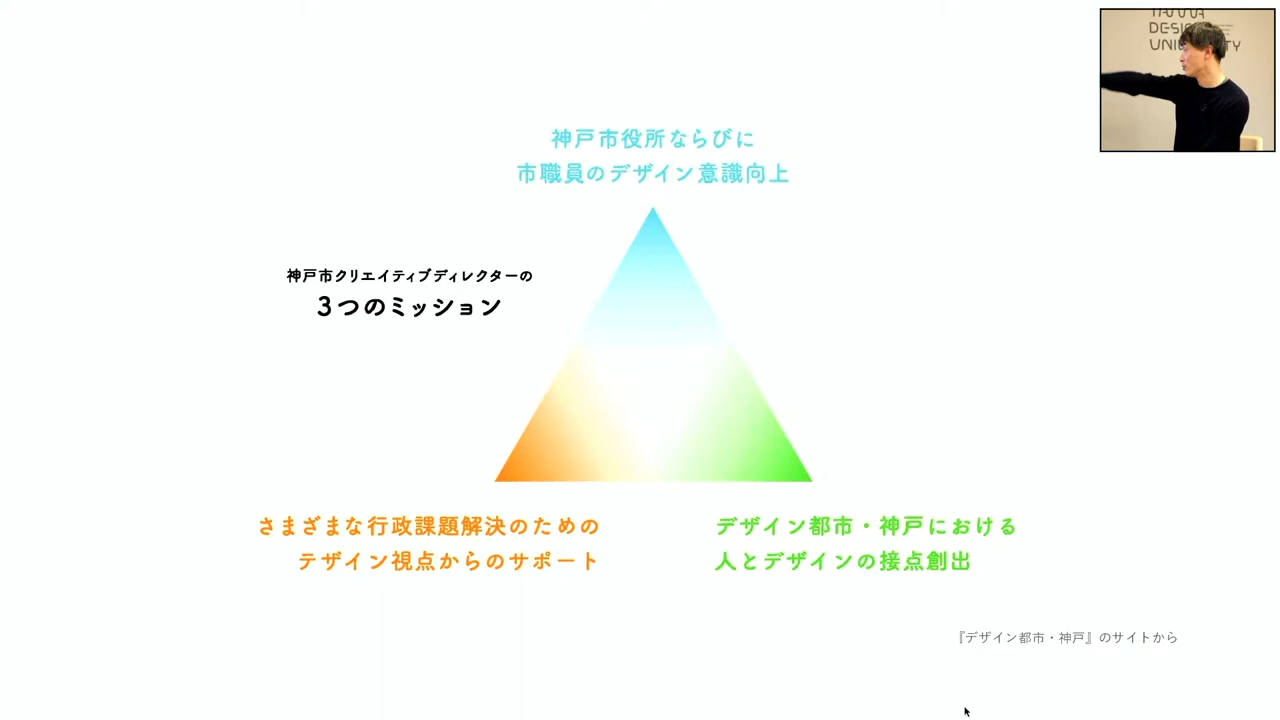 神戸市役所ならびに
市職員のデザイン意識向上
神戸市クリエイティブディレクターの
3つのミッション
さまざまな行政課題解決のための
テザイン視点からのサポート
デザイン都市・神戸における
人とデザインの接点創出
『デザイン都市・神戸』のサイトから